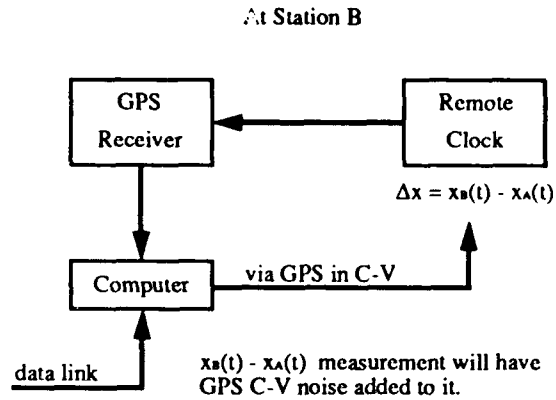 At Station B
GPS
Receiver
Remote
Clock
Δx = xB(t) - xA(t)
Computer
via GPS in C-V
data link
xB(t) - xA(t) measurement will have
GPS C-V noise added to it.